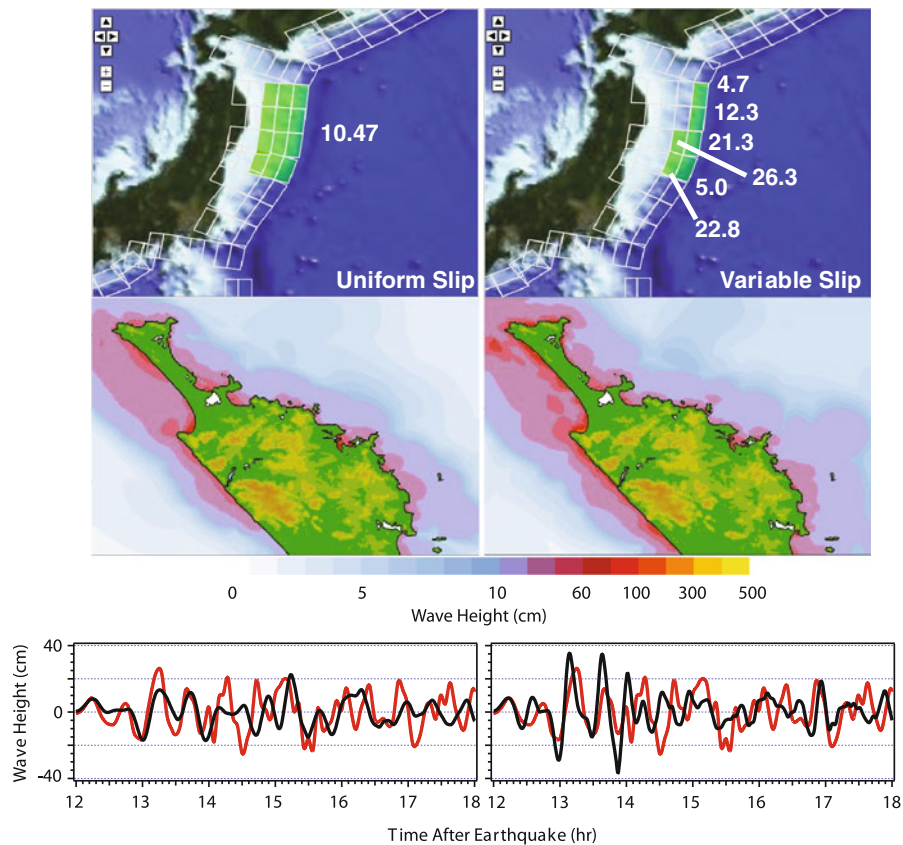 10.47
Uniform Slip
4.7
12.3
21.3
26.3
5.0
22.8
Variable Slip
0 5 10 60 100 300 500
Wave Height (cm)
Wave Height (cm)
40
0
-40
12 13 14 15 16 17 18
12 13 14 15 16 17 18
Time After Earthquake (hr)